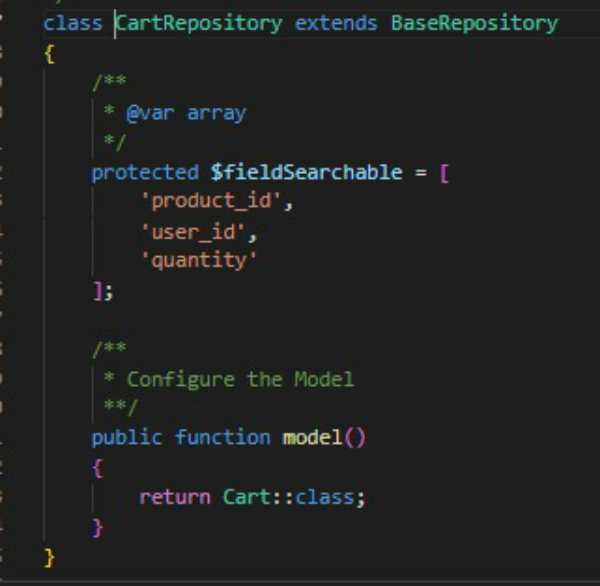 class CartRepository extends BaseRepository
{
/**
* @var array
*/
protected $fieldSearchable = [
'product_id',
'user_id',
'quantity'
];
/**
* Configure the Model
**/
public function model()
{
return Cart::class;
}
}